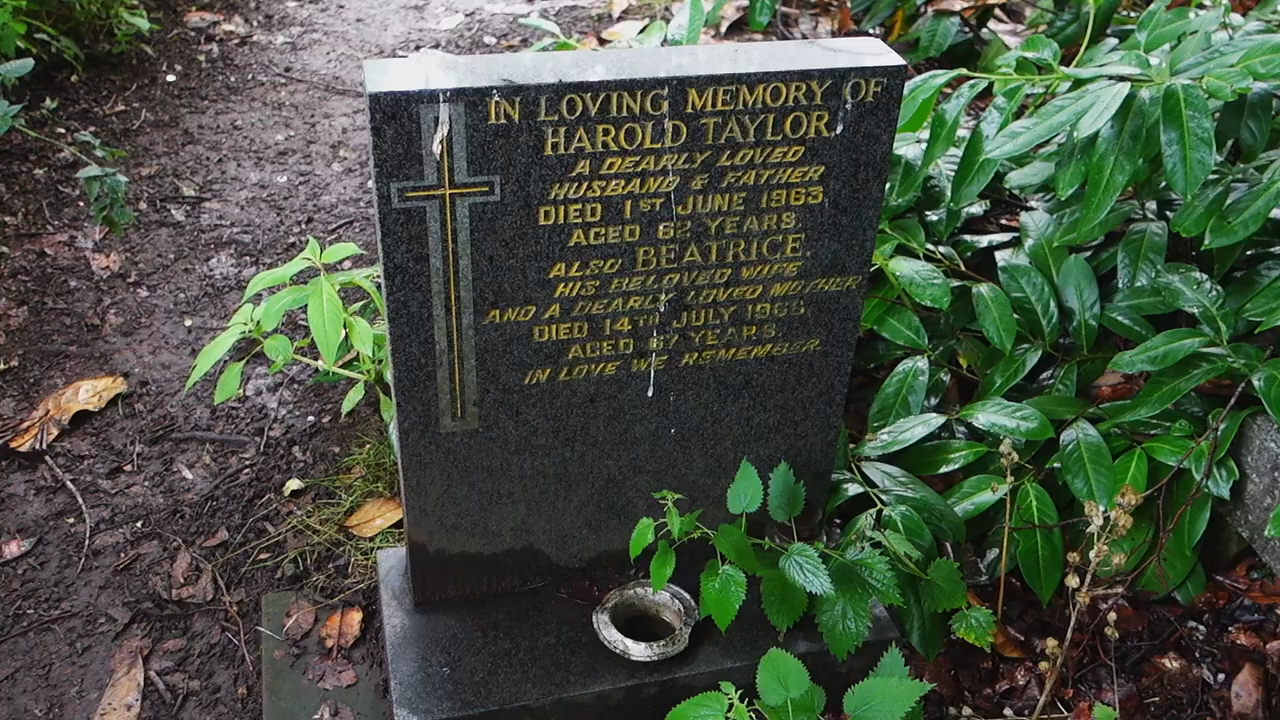 IN LOVING MEMORY OF
HAROLD TAYLOR
A DEARLY LOVED
HUSBAND & FATHER
DIED 1ST JUNE 1963
AGED 62 YEARS.
ALSO BEATRICE.
HIS BELOVED WIFE
AND A DEARLY LOVED MOTHER
DIED 14TH JULY
AGED 67 YEARS.
IN LOVE WE REMEMBER